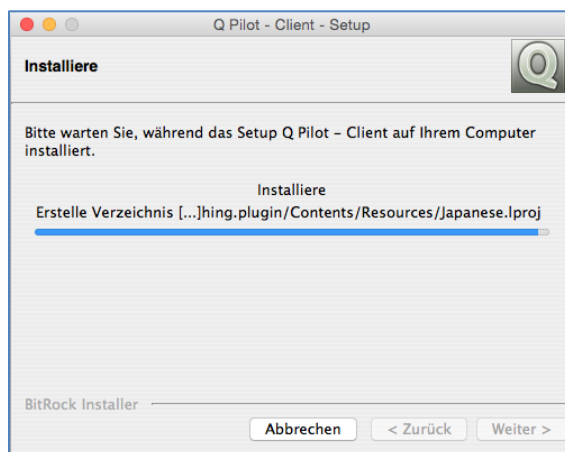 Q Pilot - Client - Setup
Installiere
Q
Bitte warten Sie, während das Setup Q Pilot – Client auf Ihrem Computer
installiert.
Installiere
Erstelle Verzeichnis [...]hing.plugin/Contents/Resources/Japanese.lproj
BitRock Installer
Abbrechen
< Zurück
Weiter >